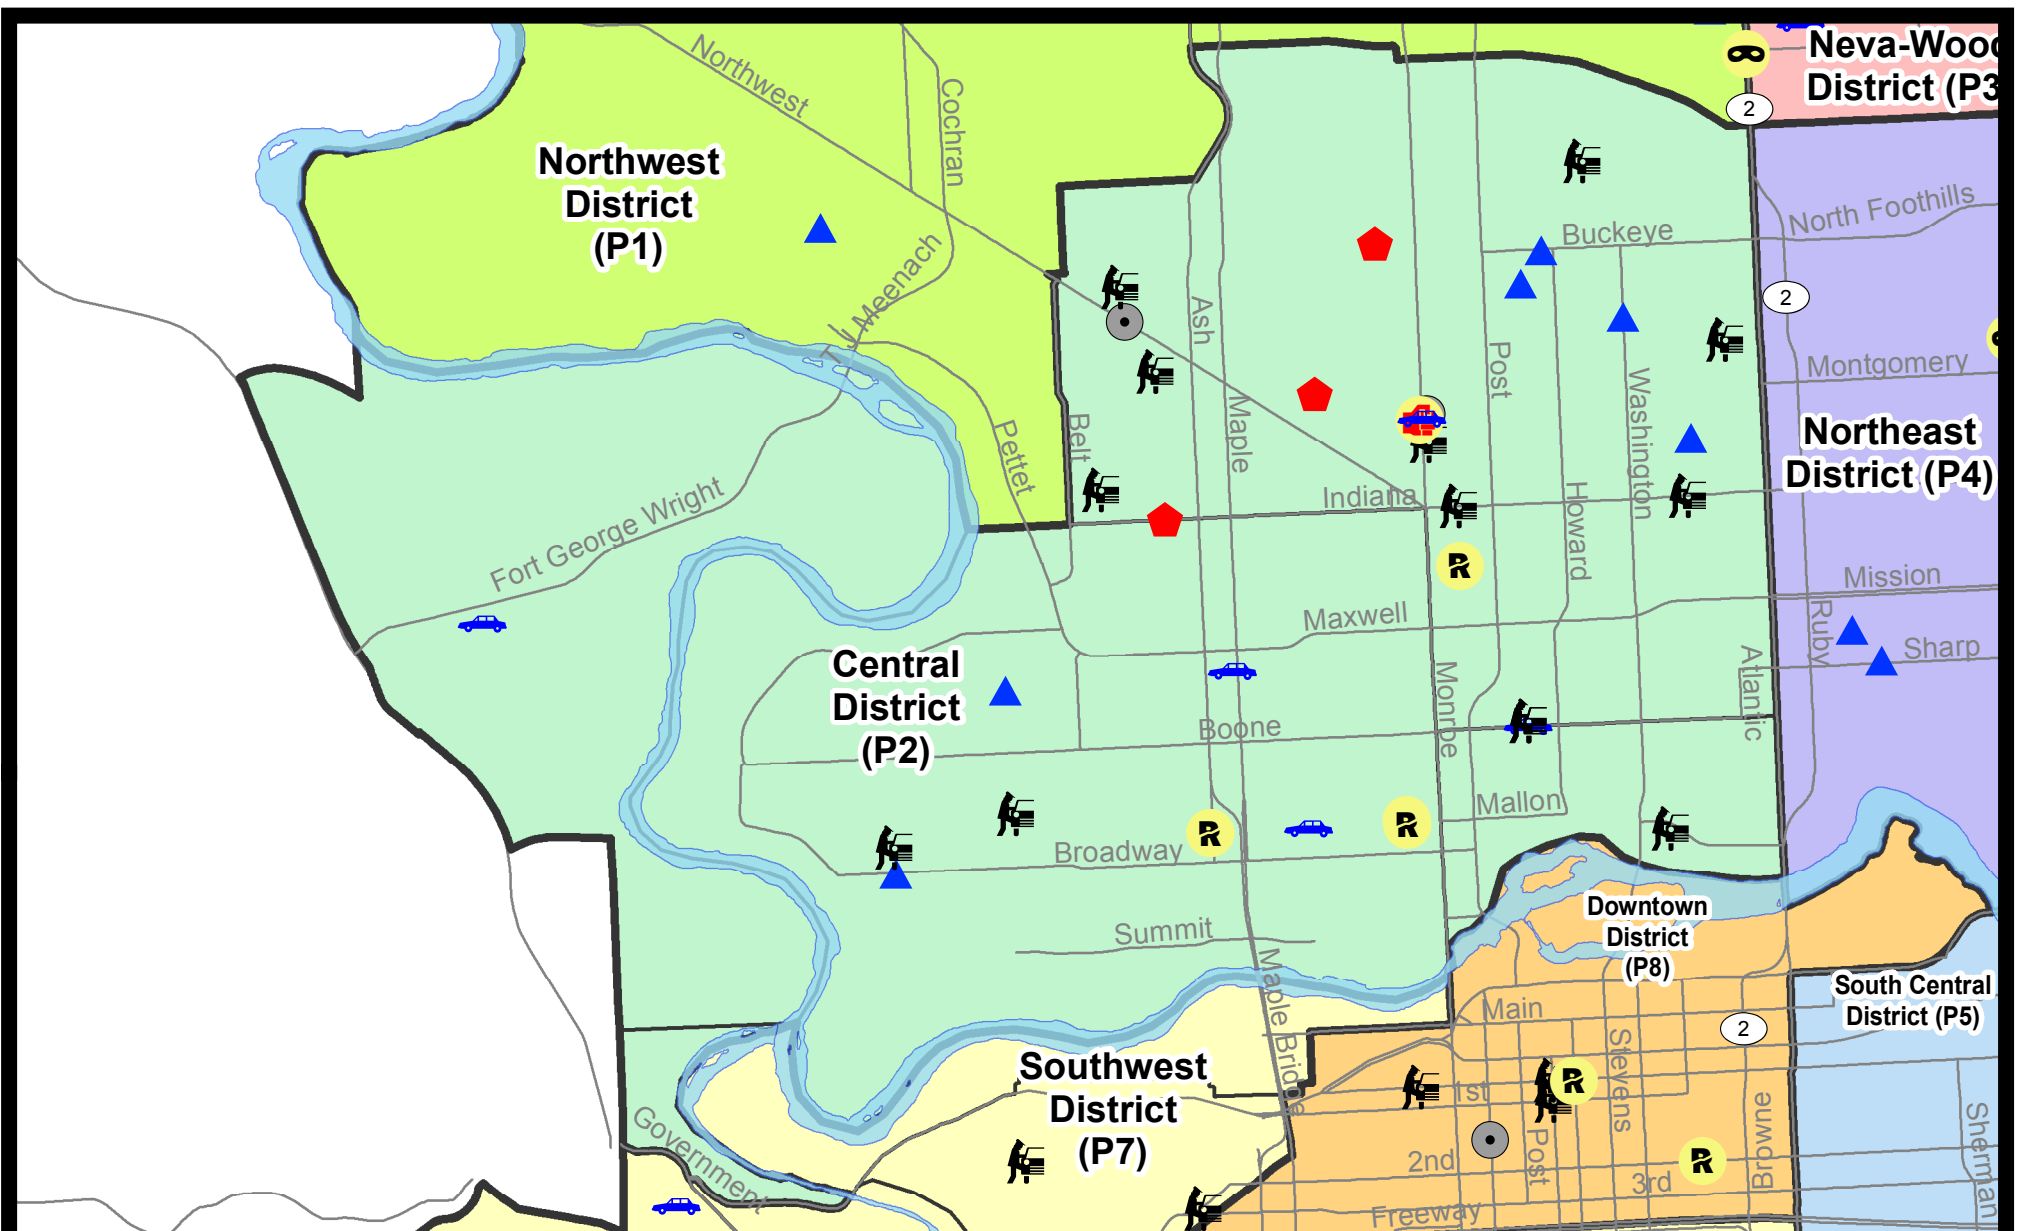 Neva-Wood
District (P3
2
Northwest
Cochran
Northwest
District
(P1)
North Foothills
Buckeye
T J Meenach
2
Ash
Post
Montgomery
Washington
Maple
Belt
Pettet
Northeast
District (P4)
Indiana
Howard
Fort George Wright
Mission
Maxwell
Ruby
Sharp
Central
District
(P2)
Monroe
Atlantic
Boone
Mallon
Broadway
Summit
Downtown
District
(P8)
Maple Bridge
South Central
District (P5)
Main
2
Stevens
Southwest
District
(P7)
1st
R
R
R
R
R
Government
Post
Browne
Sherman
2nd
3rd
Freeway